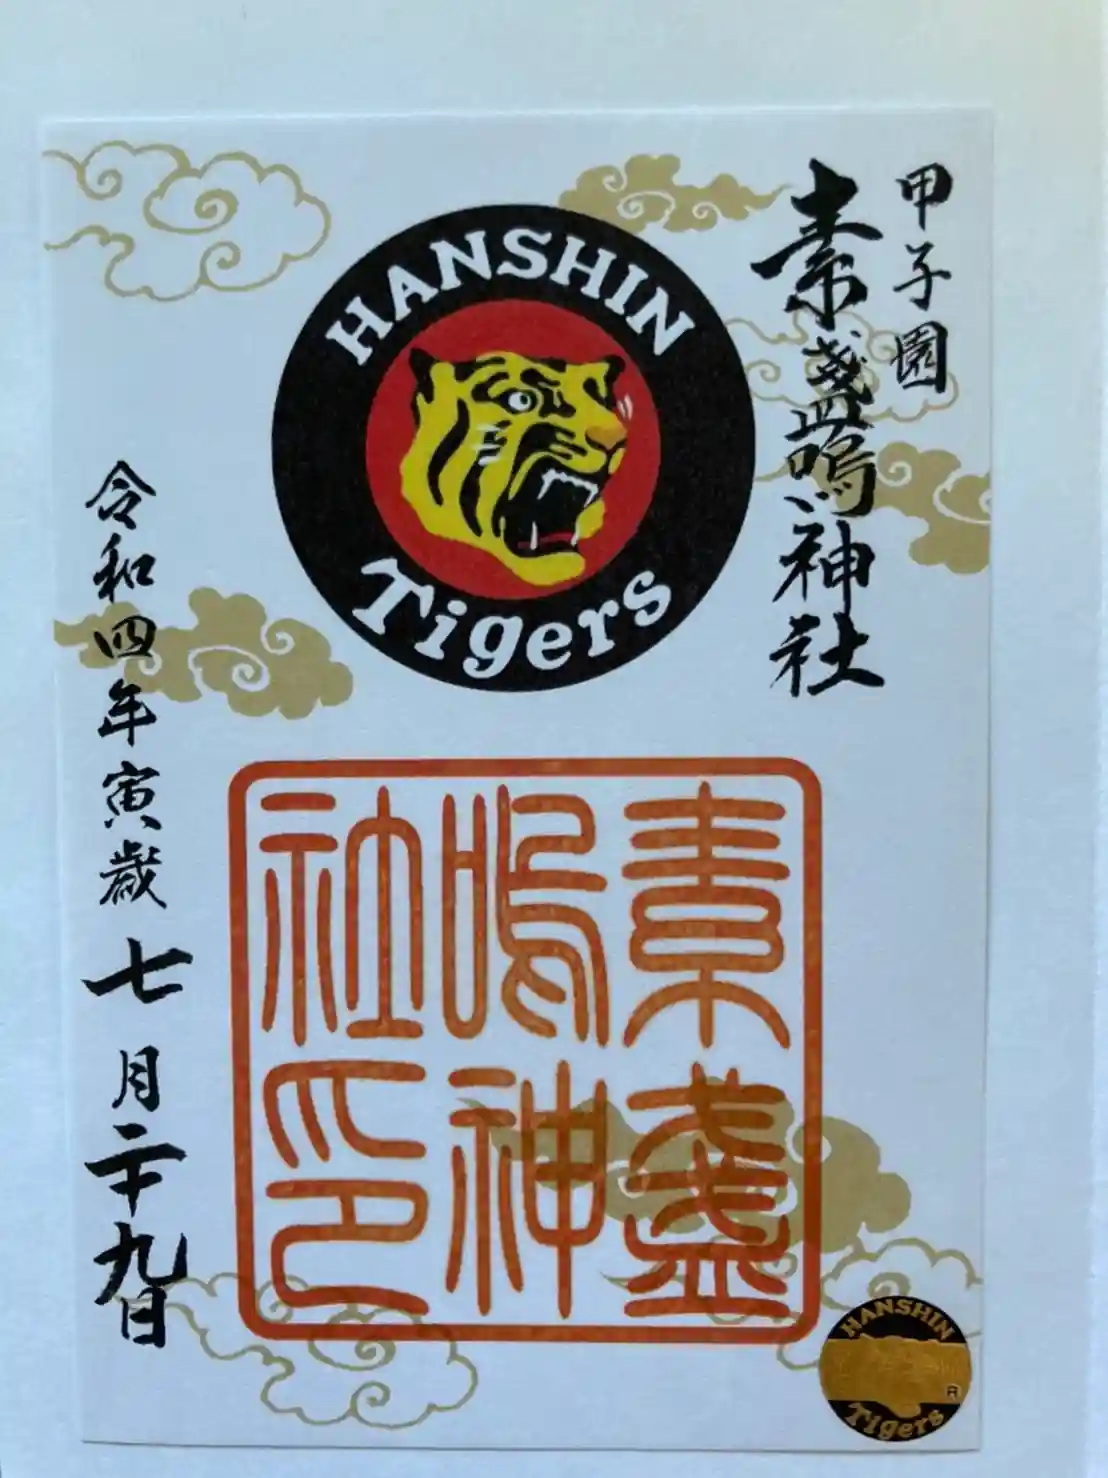 甲子園
素盞嗚神社
HANSHIN
Tigers
令和四年寅歳七月二十九日
素盞
嗚神
社印
HANSHIN
R
Tigers